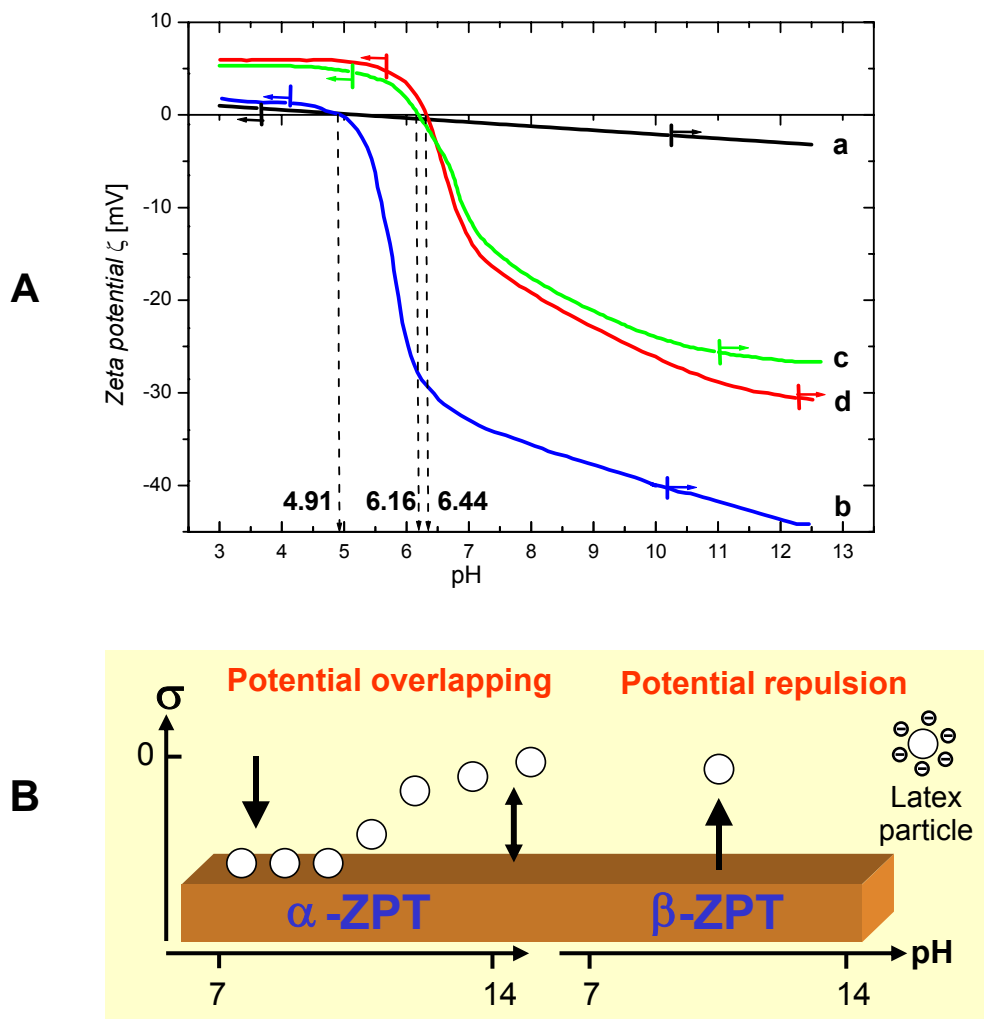 A
Zeta potential ζ [mV]
10
0
-10
-20
-30
-40
a
c
d
b
4.91 6.16 6.44
3 4 5 6 7 8 9 10 11 12 13
pH
B
Potential overlapping Potential repulsion
σ
0
Latex
particle
α-ZPT β-ZPT
pH
7 14 7 14